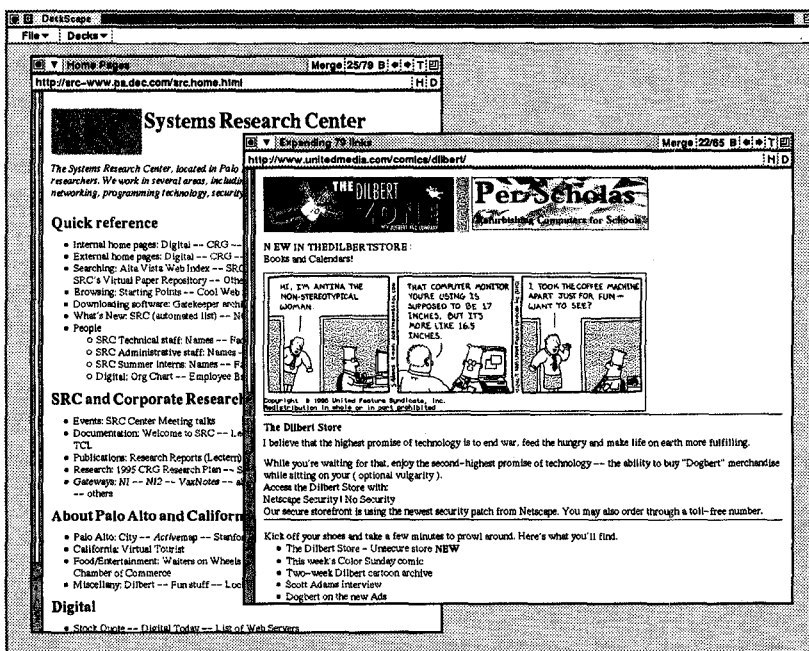 DeckScape
File Decks
Home Pages Merge 25/79 B T
http://src-www.pa.dec.com/src.home.html H D
Systems Research Center
The Systems Research Center, located in Palo
researchers. We work in several areas, includin
networking, programming technology, security
Quick reference
Internal home pages: Digital -- CRG --
External home pages: Digital -- CRG --
Searching: Alta Vista Web Index -- SRC
SRC's Virtual Paper Repository -- Othe
Browsing: Starting Points -- Cool Web
Downloading software: Gatekeeper archi
What's New: SRC (automated list) -- N
People
SRC Technical staff: Names -- Fa
SRC Administrative staff: Names -
SRC Summer Interns: Names -- F
Digital: Org Chart -- Employee B
SRC and Corporate Research
Events: SRC Center Meeting talks
Documentation: Welcome to SRC -- Le
TCL
Publications: Research Reports (Lectern)
Research: 1995 CRG Research Plan -- S
Gateways: NI -- NI2 -- VaxNotes -- a
-- others
About Palo Alto and Californ
Palo Alto: City -- Activemap -- Stanfo
California: Virtual Tourist
Food/Entertainment: Waiters on Wheels
Chamber of Commerce
Miscellany: Dilbert -- Fun stuff -- Loc
Digital
Stock Quote -- Digital Today -- List of Web Servers
Expanding 79 links Merge 22/65 B T
http://www.unitedmedia.com/comics/dilbert/ H D
THE DILBERT ZONE
Per Scholas
Refurbishing Computers for Schools
NEW IN THEDILBERTSTORE:
Books and Calendars!
HI, I'M ANTINA THE
NON-STEREOTYPICAL
WOMAN.
THAT COMPUTER MONITOR
YOU'RE USING IS
SUPPOSED TO BE 17
INCHES, BUT IT'S
MORE LIKE 16.5
INCHES.
I TOOK THE COFFEE MACHINE
APART JUST FOR FUN—
WANT TO SEE?
Copyright © 1995 United Feature Syndicate, Inc.
Redistribution in whole or in part prohibited
The Dilbert Store
I believe that the highest promise of technology is to end war, feed the hungry and make life on earth more fulfilling.
While you're waiting for that, enjoy the second-highest promise of technology -- the ability to buy "Dogbert" merchandise
while sitting on your ( optional vulgarity ).
Access the Dilbert Store with:
Netscape Security | No Security
Our secure storefront is using the newest security patch from Netscape. You may also order through a toll-free number.
Kick off your shoes and take a few minutes to prowl around. Here's what you'll find.
The Dilbert Store - Unsecure store NEW
This week's Color Sunday comic
Two-week Dilbert cartoon archive
Scott Adams interview
Dogbert on the new Ads